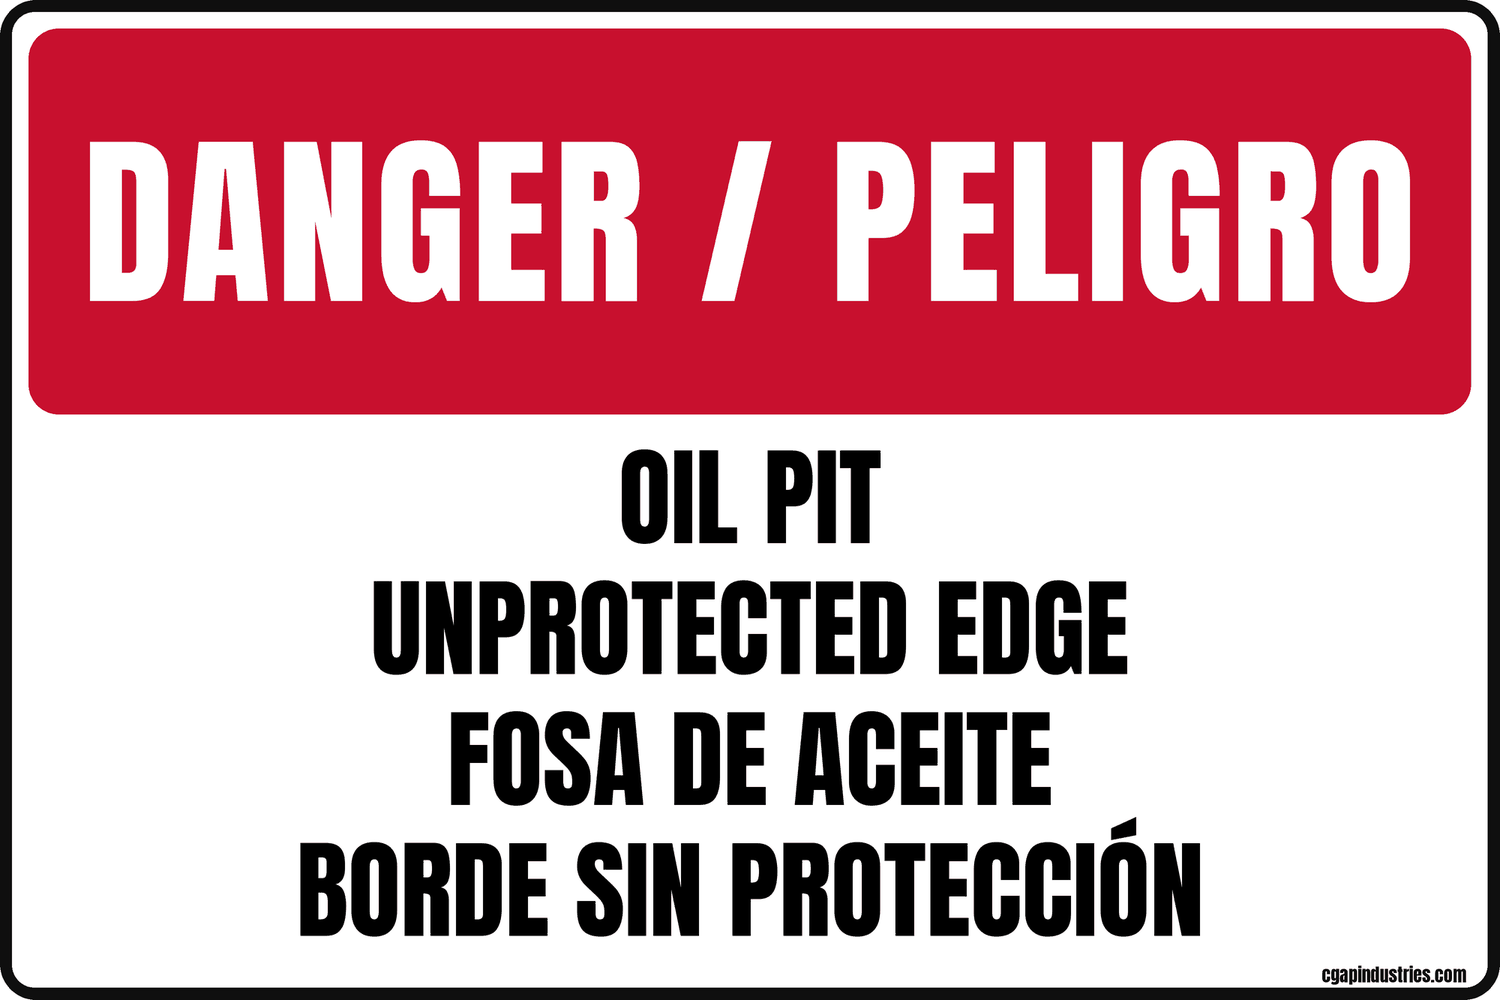 DANGER / PELIGRO
OIL PIT
UNPROTECTED EDGE
FOSA DE ACEITE
BORDE SIN PROTECCIÓN
cgapindustries.com